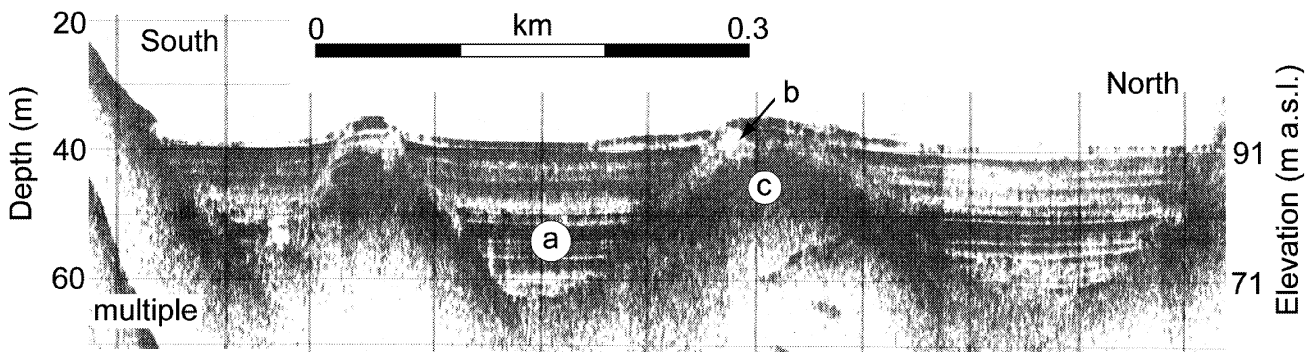 20
South
0 km 0.3
North
b
Depth (m)
40
91
c
a
60
71
Elevation (m a.s.l.)
multiple